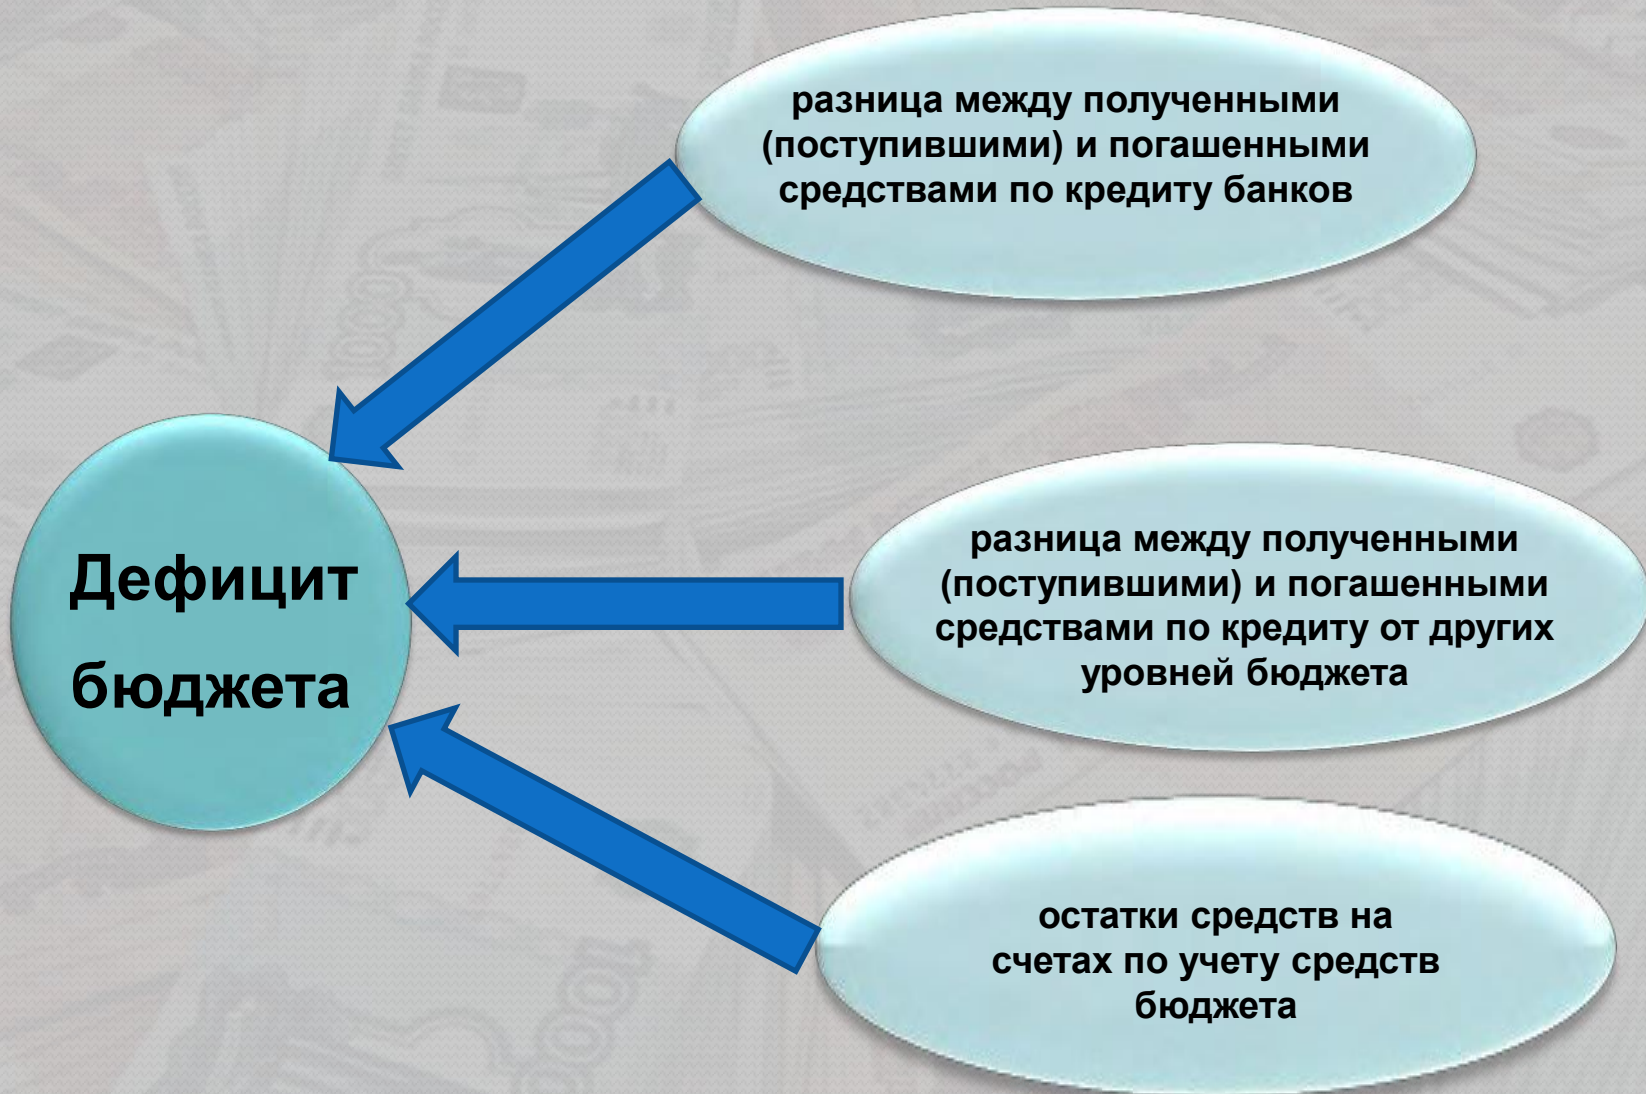 разница между полученными
(поступившими) и погашенными
средствами по кредиту банков
Дефицит
бюджета
разница между полученными
(поступившими) и погашенными
средствами по кредиту от других
уровней бюджета
остатки средств на
счетах по учету средств
бюджета